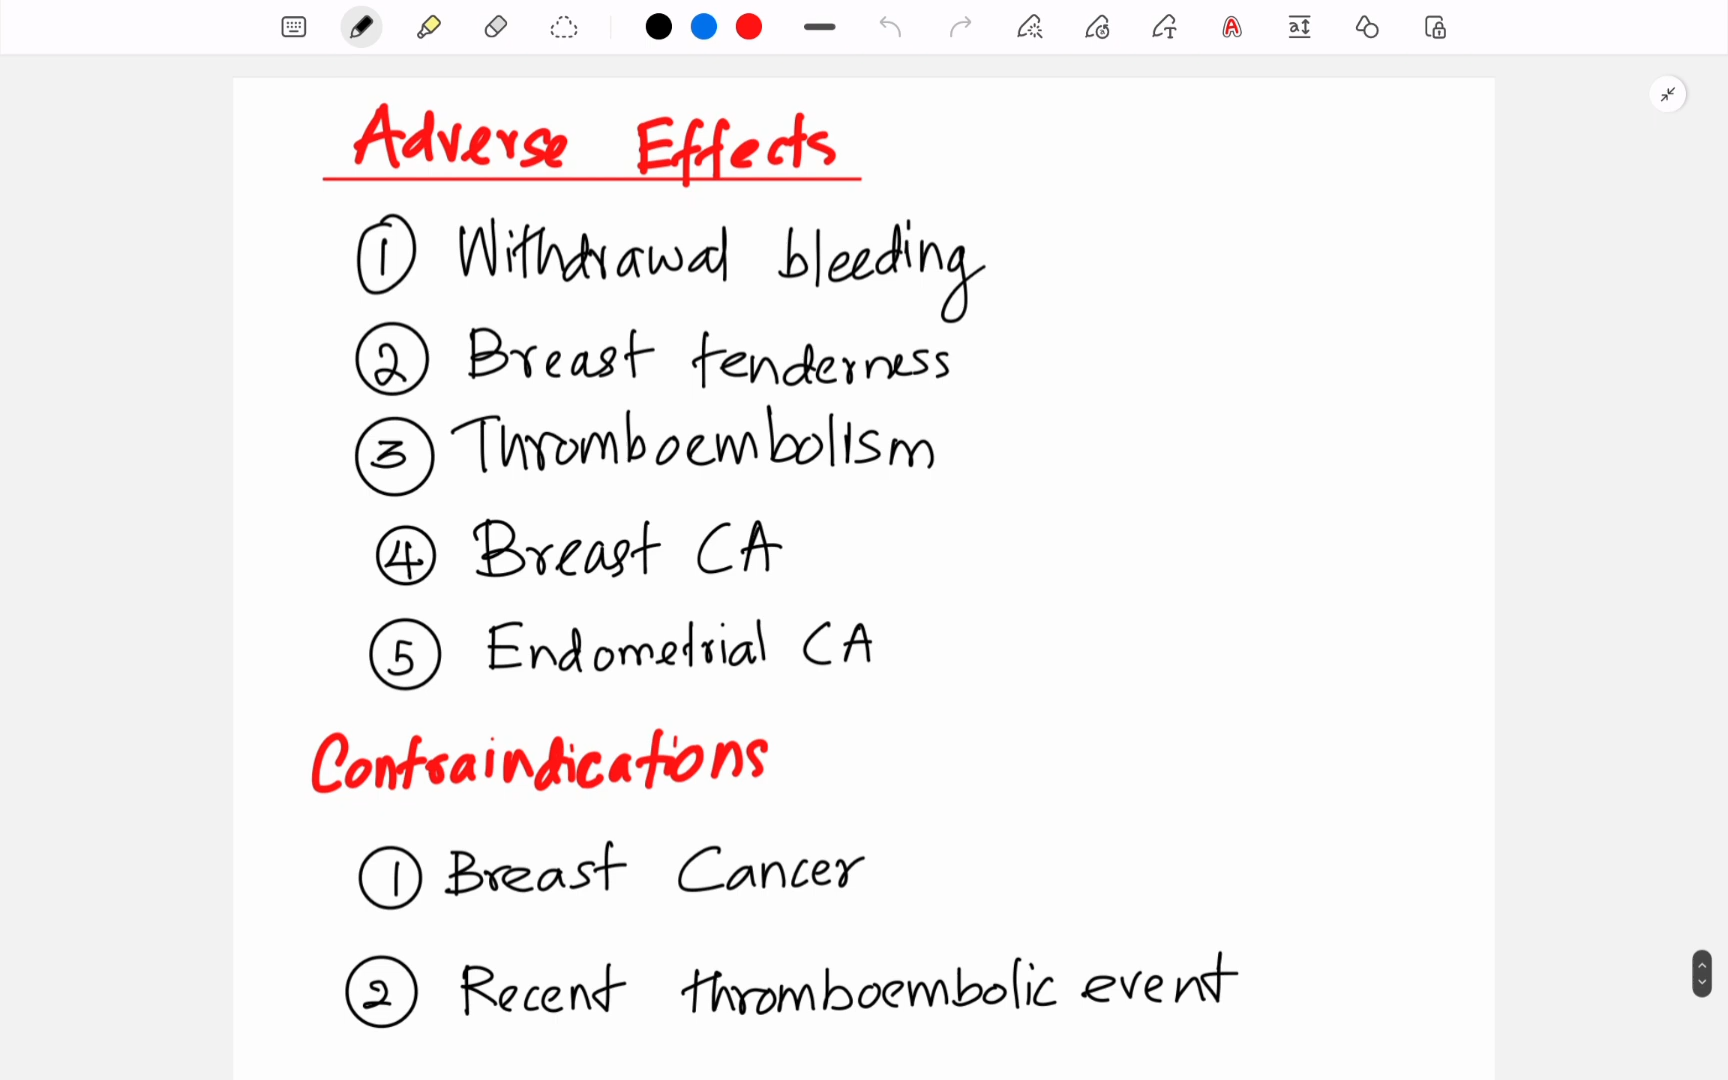 Adverse Effects
① Withdrawal bleeding
② Breast tenderness
③ Thromboembolism
④ Breast CA
⑤ Endometrial CA
Contraindications
① Breast Cancer
② Recent thromboembolic event